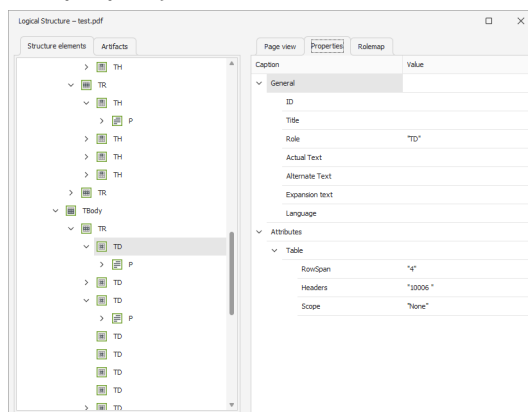 Logical Structure – test.pdf
Structure elements
Artifacts
TH
TR
TH
P
TH
TH
TH
TR
TBody
TR
TD
P
TD
TD
P
TD
TD
TD
TD
TD
Page view
Properties
Rolemap
Caption Value
General
ID
Title
Role "TD"
Actual Text
Alternate Text
Expansion text
Language
Attributes
Table
RowSpan "4"
Headers "10006 "
Scope "None"